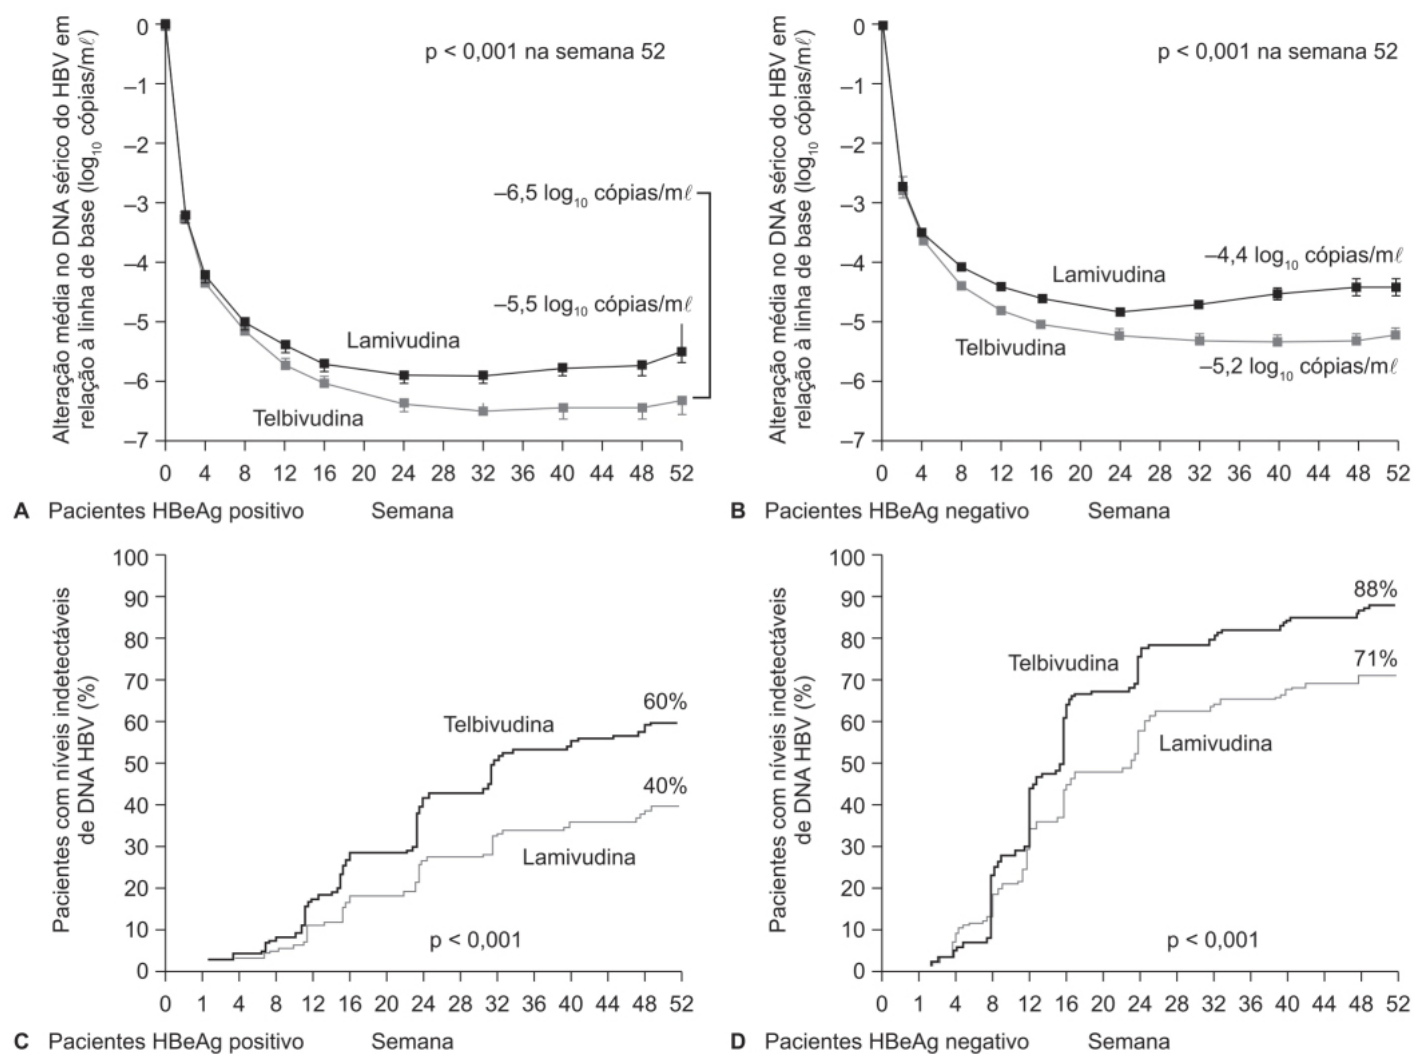 Alteração média no DNA sérico do HBV em
relação à linha de base (log10 cópias/mℓ)
0
–1
–2
–3
–4
–5
–6
–7
p < 0,001 na semana 52
–6,5 log10 cópias/mℓ
–5,5 log10 cópias/mℓ
Lamivudina
Telbivudina
0 4 8 12 16 20 24 28 32 36 40 44 48 52
A Pacientes HBeAg positivo Semana
Alteração média no DNA sérico do HBV em
relação à linha de base (log10 cópias/mℓ)
0
–1
–2
–3
–4
–5
–6
–7
p < 0,001 na semana 52
–4,4 log10 cópias/mℓ
Lamivudina
Telbivudina
–5,2 log10 cópias/mℓ
0 4 8 12 16 20 24 28 32 36 40 44 48 52
B Pacientes HBeAg negativo Semana
Pacientes com níveis indetectáveis
de DNA HBV (%)
100
90
80
70
60
50
40
30
20
10
0
60%
Telbivudina
40%
Lamivudina
p < 0,001
0 1 4 8 12 16 20 24 28 32 36 40 44 48 52
C Pacientes HBeAg positivo Semana
Pacientes com níveis indetectáveis
de DNA HBV (%)
100
90
80
70
60
50
40
30
20
10
0
88%
Telbivudina
71%
Lamivudina
p < 0,001
0 1 4 8 12 16 20 24 28 32 36 40 44 48 52
D Pacientes HBeAg negativo Semana